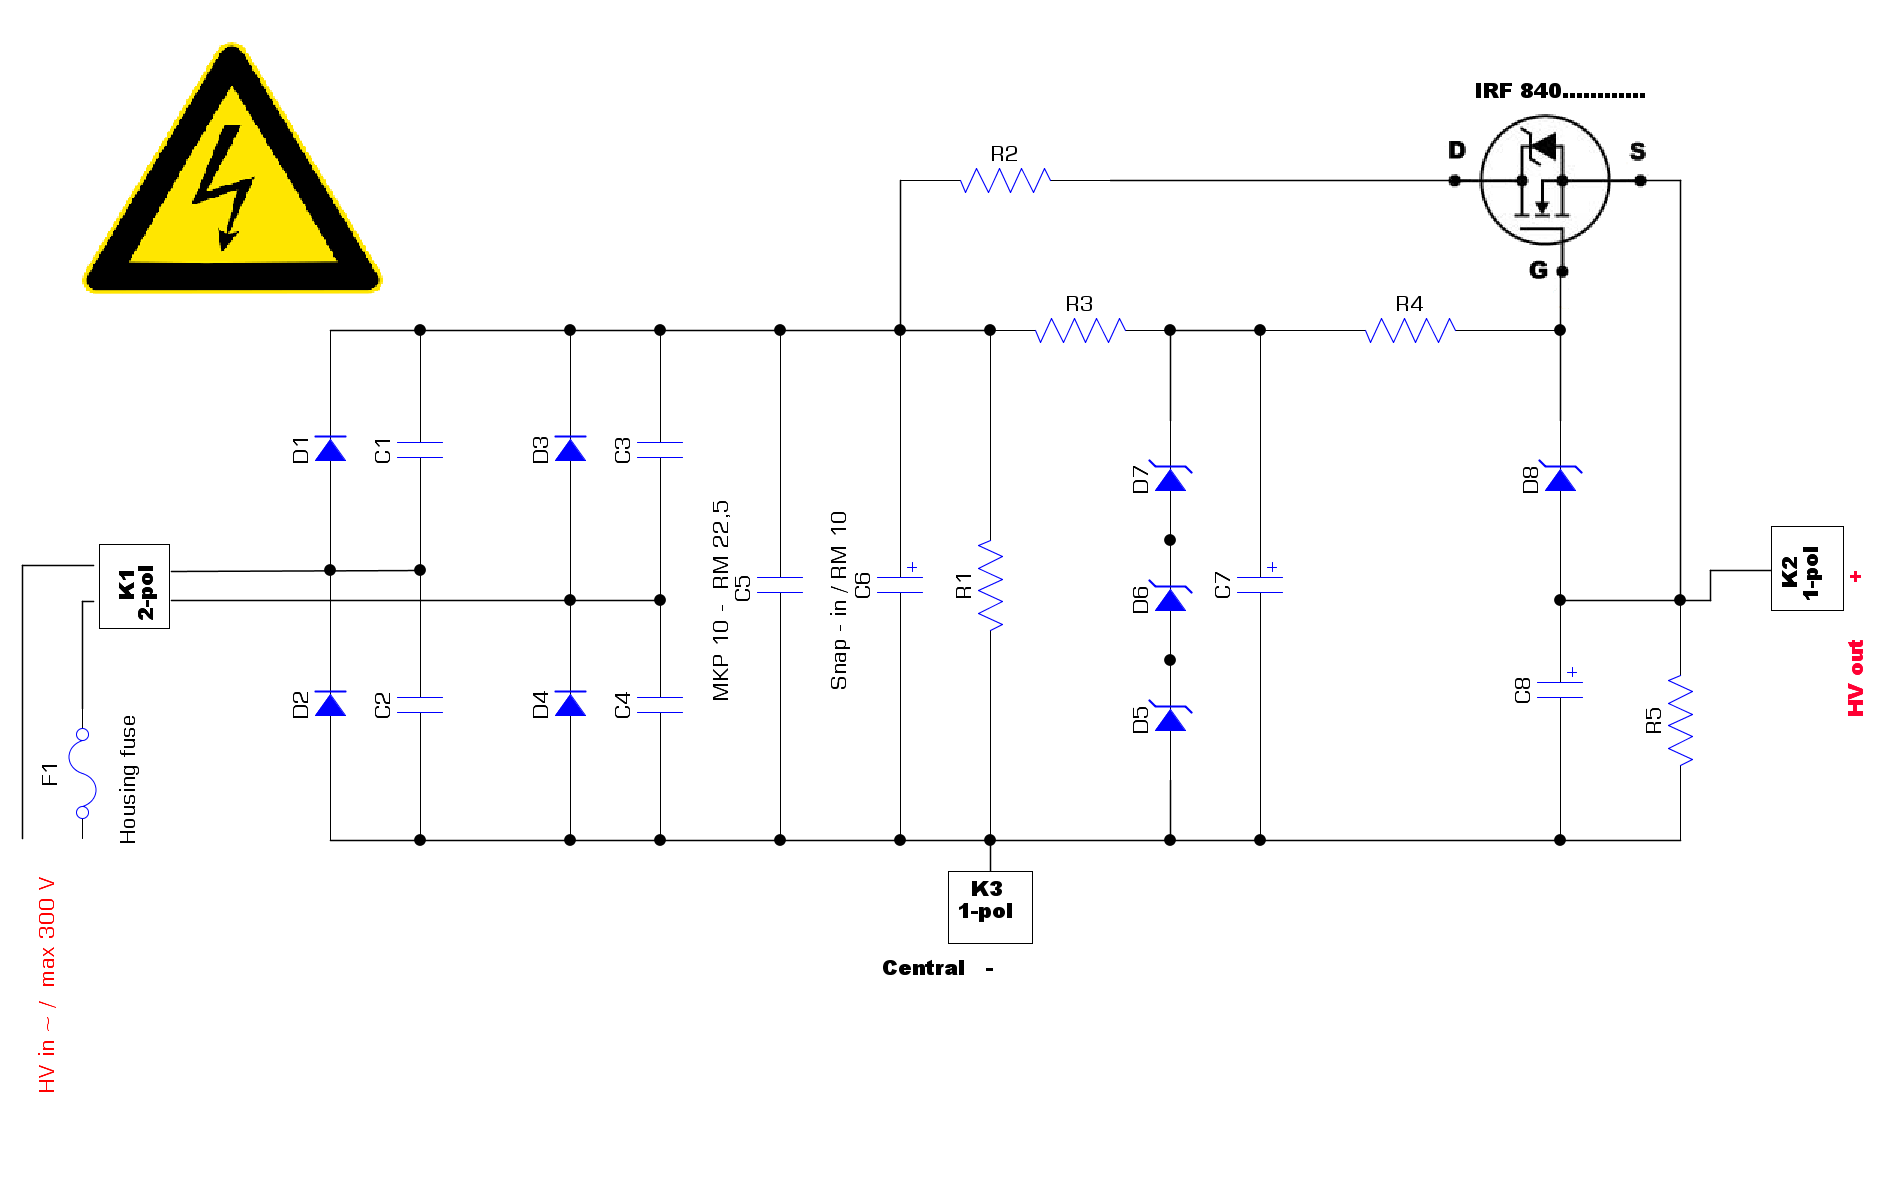 IRF 840............
D
S
G
R2
R3
R4
D1
C1
D3
C3
D7
D8
MKP 10 - RM 22,5
C5
Snap - in / RM 10
C6
+
R1
D6
C7
+
K1
2-pol
K2
1-pol
+
HV out
D2
C2
D4
C4
D5
C8
+
R5
F1
Housing fuse
K3
1-pol
Central -
HV in ~ / max 300 V